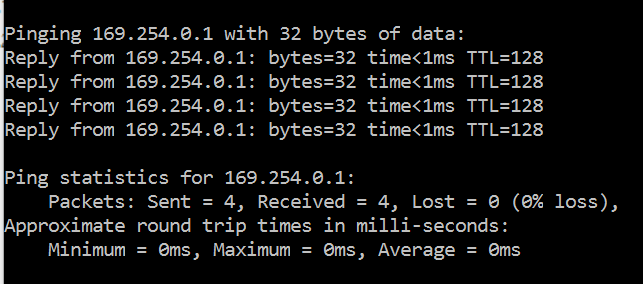 Pinging 169.254.0.1 with 32 bytes of data:
Reply from 169.254.0.1: bytes=32 time<1ms TTL=128
Reply from 169.254.0.1: bytes=32 time<1ms TTL=128
Reply from 169.254.0.1: bytes=32 time<1ms TTL=128
Reply from 169.254.0.1: bytes=32 time<1ms TTL=128
Ping statistics for 169.254.0.1:
Packets: Sent = 4, Received = 4, Lost = 0 (0% loss),
Approximate round trip times in milli-seconds:
Minimum = 0ms, Maximum = 0ms, Average = 0ms